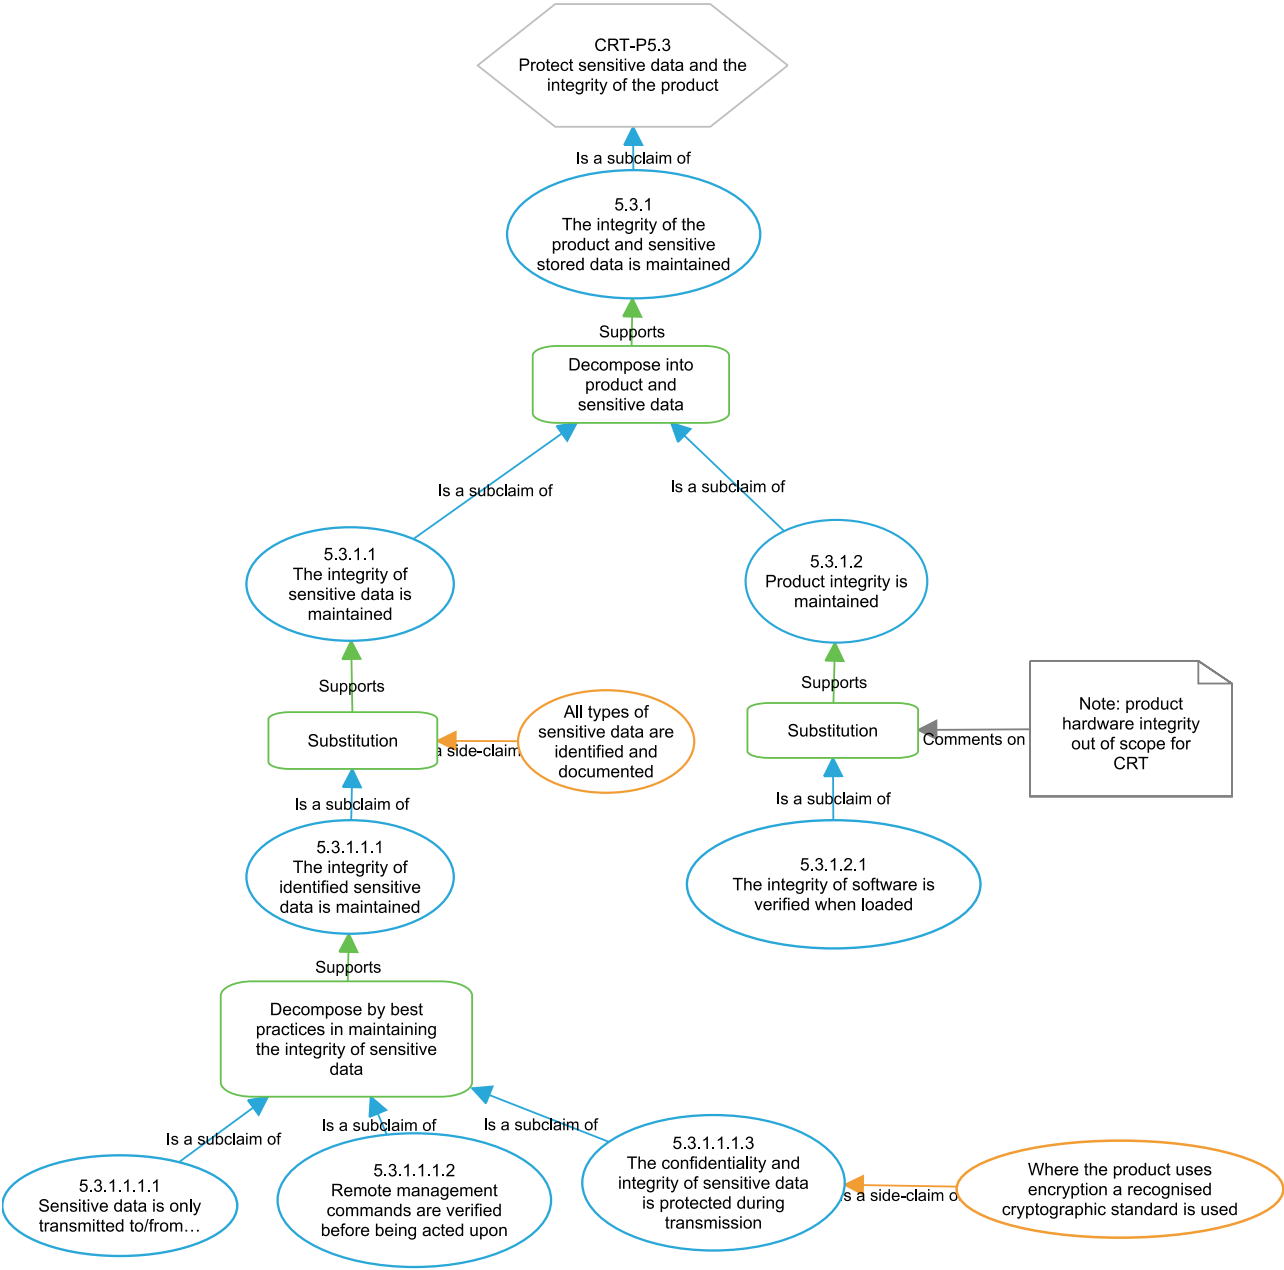 CRT-P5.3
Protect sensitive data and the
integrity of the product
Is a subclaim of
5.3.1
The integrity of the
product and sensitive
stored data is maintained
Supports
Decompose into
product and
sensitive data
Is a subclaim of
Is a subclaim of
5.3.1.1
The integrity of
sensitive data is
maintained
5.3.1.2
Product integrity is
maintained
Supports
Supports
Substitution
a side-claim
All types of
sensitive data are
identified and
documented
Substitution
Comments on
Note: product
hardware integrity
out of scope for
CRT
Is a subclaim of
Is a subclaim of
5.3.1.1.1
The integrity of
identified sensitive
data is maintained
5.3.1.2.1
The integrity of software is
verified when loaded
Supports
Decompose by best
practices in maintaining
the integrity of sensitive
data
Is a subclaim of
Is a subclaim of
Is a subclaim of
5.3.1.1.1.1
Sensitive data is only
transmitted to/from…
5.3.1.1.1.2
Remote management
commands are verified
before being acted upon
5.3.1.1.1.3
The confidentiality and
integrity of sensitive data
is protected during
transmission
s a side-claim o
Where the product uses
encryption a recognised
cryptographic standard is used